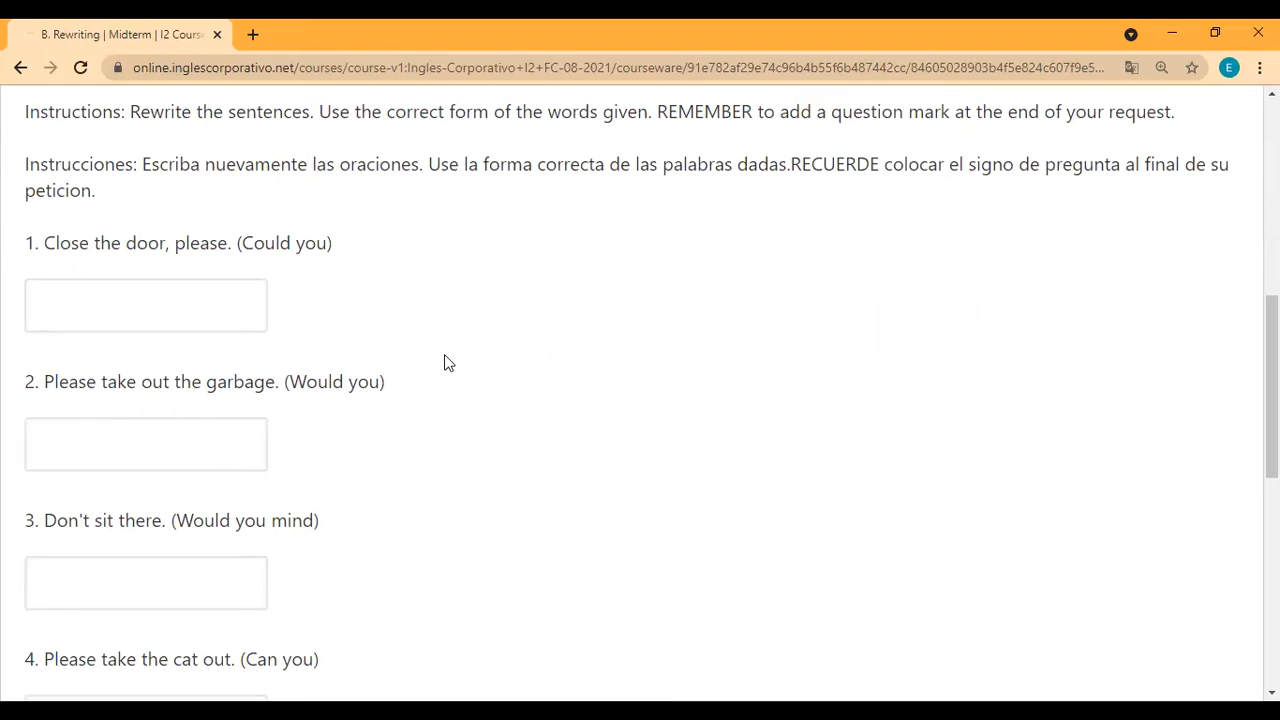 B. Rewriting | Midterm | I2 Cours
online.inglescorporativo.net/courses/course-v1:Ingles-Corporativo+I2+FC-08-2021/courseware/91e782af29e74c96b4b55f6b487442cc/84605028903b4f5e824c607f9e5...
E
Instructions: Rewrite the sentences. Use the correct form of the words given. REMEMBER to add a question mark at the end of your request.
Instrucciones: Escriba nuevamente las oraciones. Use la forma correcta de las palabras dadas.RECUERDE colocar el signo de pregunta al final de su
peticion.
1. Close the door, please. (Could you)
2. Please take out the garbage. (Would you)
3. Don't sit there. (Would you mind)
4. Please take the cat out. (Can you)